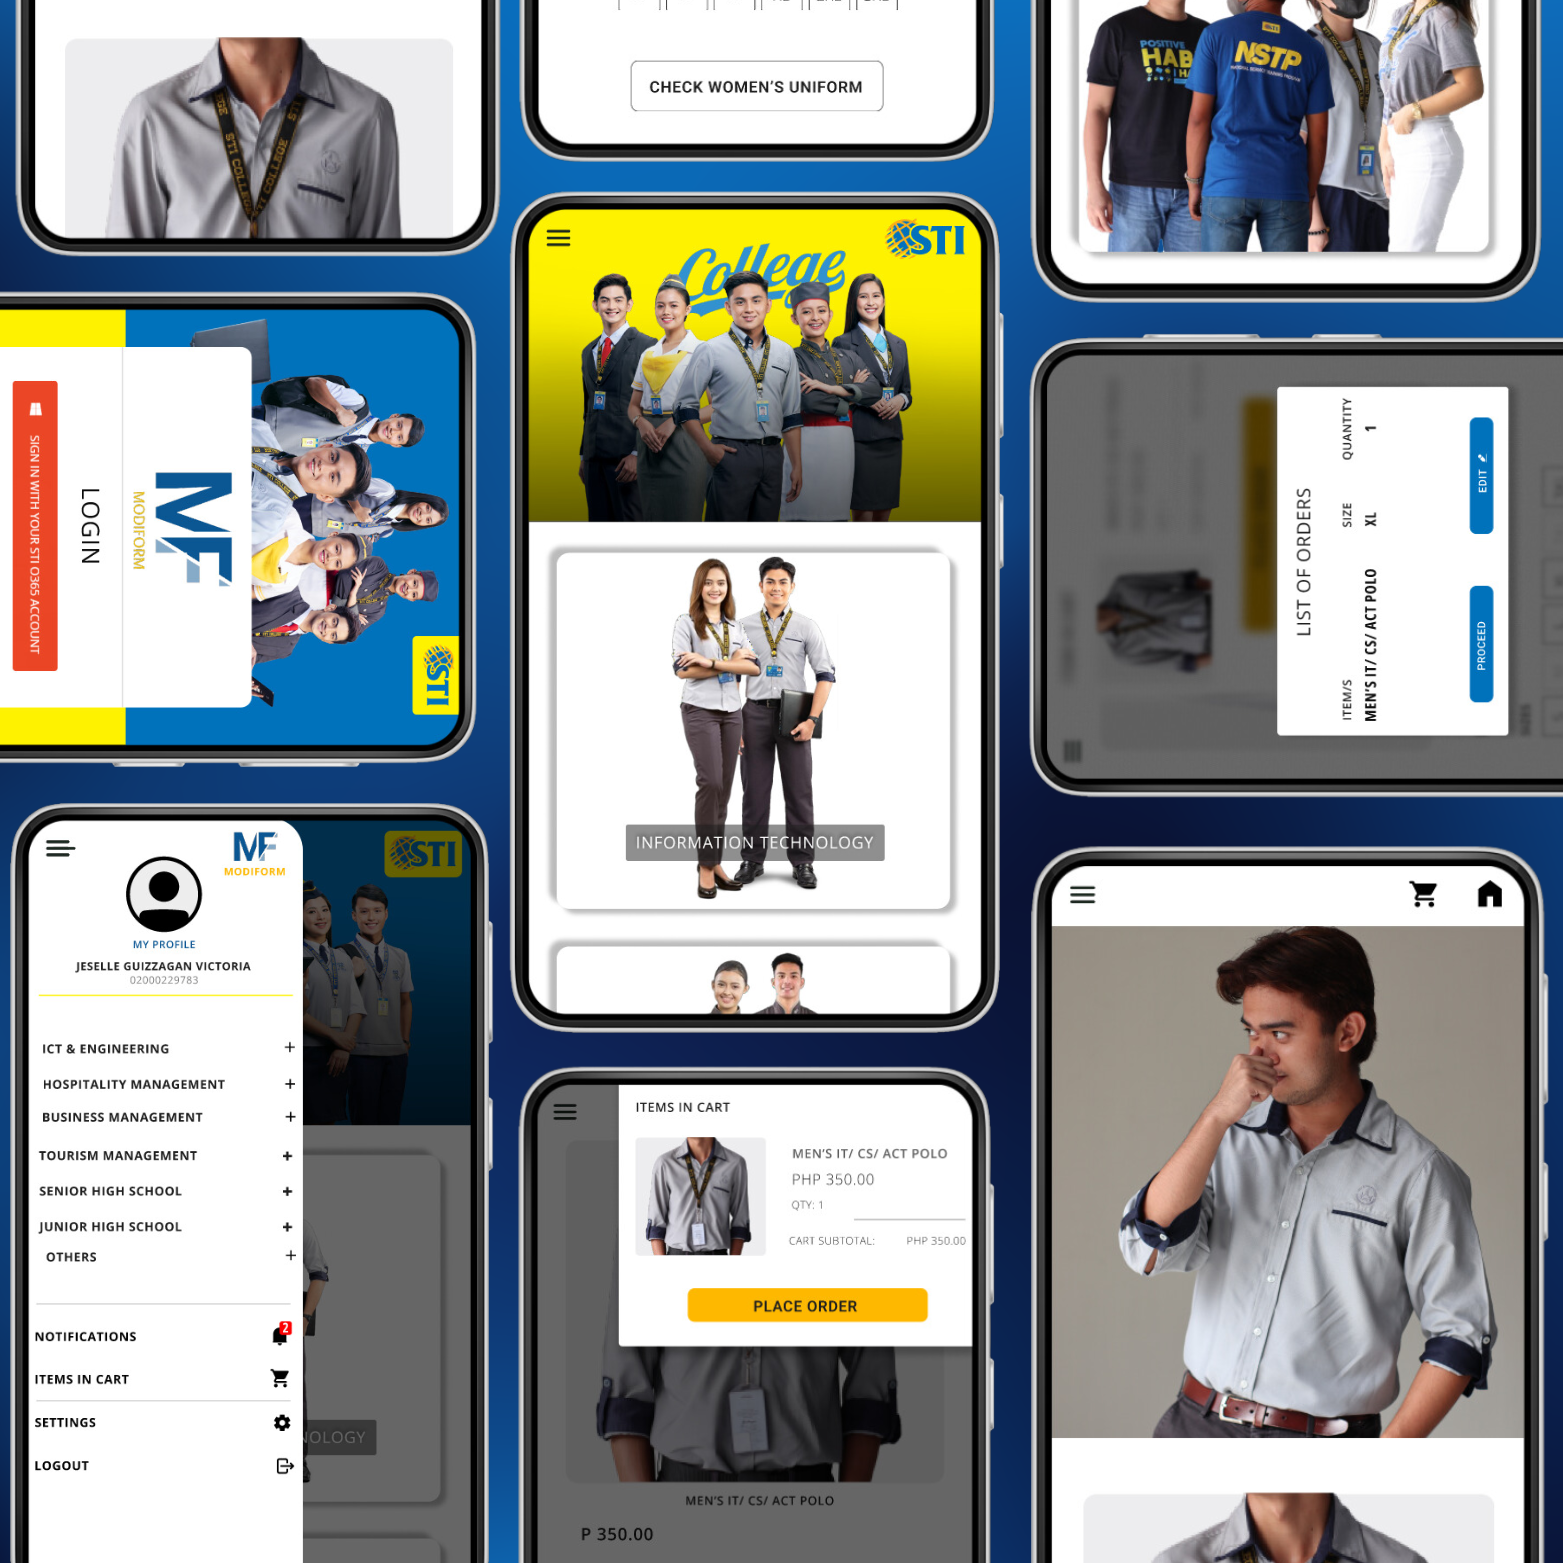 STI COLLEGE
CHECK WOMEN'S UNIFORM
POSITIVE
HAB
STI
NSTP
College
STI
INFORMATION TECHNOLOGY
SIGN IN WITH YOUR STI O365 ACCOUNT
LOGIN
MODIFORM
MF
STI
LIST OF ORDERS
ITEM/S SIZE QUANTITY
MEN'S IT/ CS/ ACT POLO XL 1
PROCEED
EDIT
MF
MODIFORM
STI
MY PROFILE
JESELLE GUIZZAGAN VICTORIA
02000229783
ICT & ENGINEERING +
HOSPITALITY MANAGEMENT +
BUSINESS MANAGEMENT +
TOURISM MANAGEMENT +
SENIOR HIGH SCHOOL +
JUNIOR HIGH SCHOOL +
OTHERS +
NOTIFICATIONS 2
ITEMS IN CART
SETTINGS
LOGOUT
NOLOGY
ITEMS IN CART
MEN'S IT/ CS/ ACT POLO
PHP 350.00
QTY: 1
CART SUBTOTAL: PHP 350.00
PLACE ORDER
MEN'S IT/ CS/ ACT POLO
P 350.00